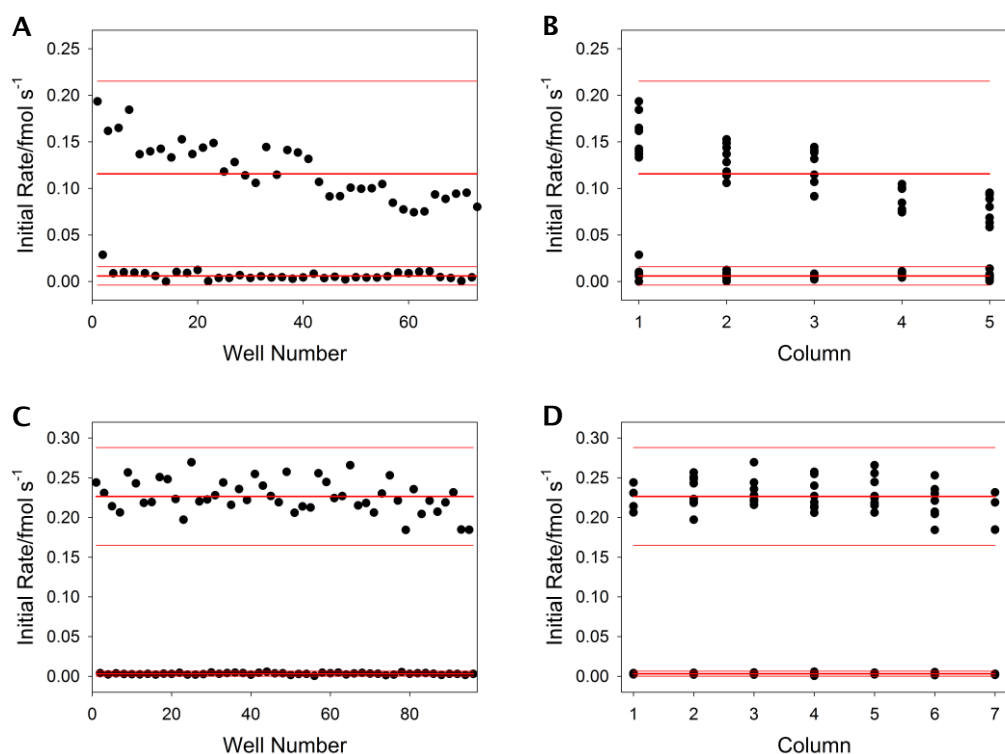 A
Initial Rate/fmol s⁻¹
0.25
0.20
0.15
0.10
0.05
0.00
0 20 40 60
Well Number
B
Initial Rate/fmol s⁻¹
0.25
0.20
0.15
0.10
0.05
0.00
1 2 3 4 5
Column
C
Initial Rate/fmol s⁻¹
0.30
0.25
0.20
0.15
0.10
0.05
0.00
0 20 40 60 80
Well Number
D
Initial Rate/fmol s⁻¹
0.30
0.25
0.20
0.15
0.10
0.05
0.00
1 2 3 4 5 6 7
Column